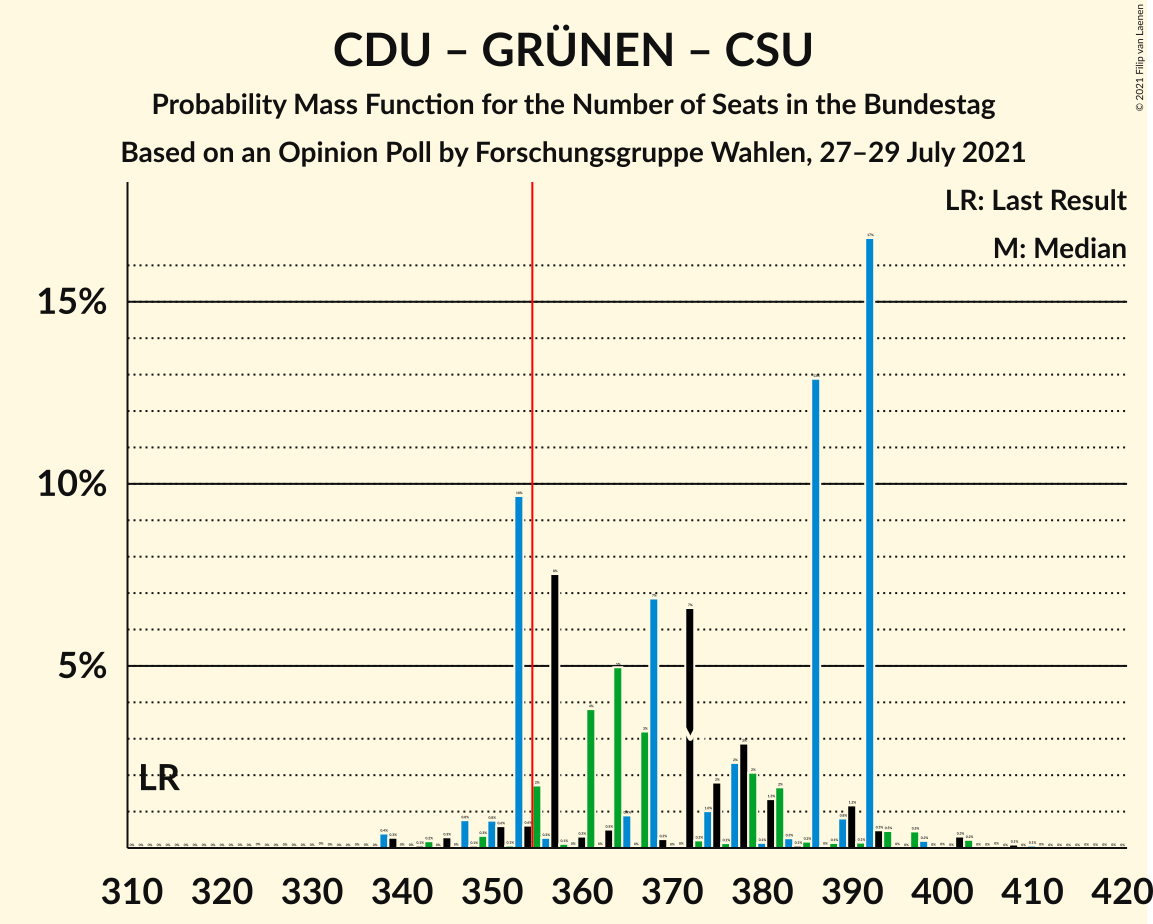 CDU – GRÜNEN – CSU
Probability Mass Function for the Number of Seats in the Bundestag
Based on an Opinion Poll by Forschungsgruppe Wahlen, 27–29 July 2021
© 2021 Filip van Laenen
LR: Last Result
M: Median
15%
10%
5%
LR
310 320 330 340 350 360 370 380 390 400 410 420